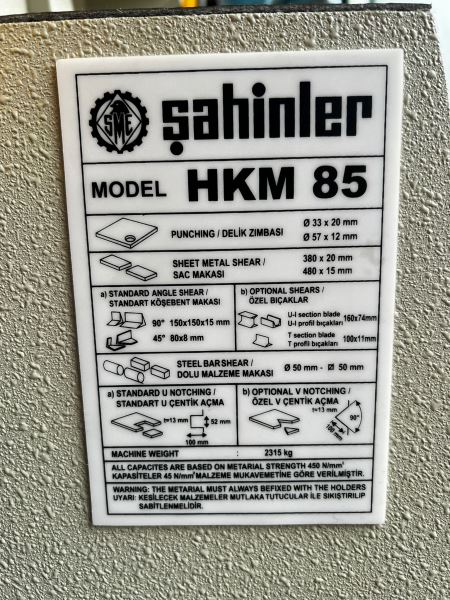 SME
şahinler
MODEL HKM 85
PUNCHING / DELİK ZIMBASI
Ø 33 x 20 mm
Ø 57 x 12 mm
SHEET METAL SHEAR /
SAC MAKASI
380 x 20 mm
480 x 15 mm
a) STANDARD ANGLE SHEAR /
STANDART KÖŞEBENT MAKASI
90° 150x150x15 mm
45° 80x8 mm
b) OPTIONAL SHEARS /
ÖZEL BIÇAKLAR
U-I section blade
U-I profil bıçakları
160x74mm
T section blade
T profil bıçakları
100x11mm
STEEL BARSHEAR /
DOLU MALZEME MAKASI
Ø 50 mm - ⧄ 50 mm
a) STANDARD U NOTCHING /
STANDART U ÇENTİK AÇMA
t=13 mm
52 mm
100 mm
b) OPTIONAL V NOTCHING /
ÖZEL V ÇENTİK AÇMA
t=13 mm
90°
100 mm
MACHINE WEIGHT : 2315 kg
ALL CAPACITES ARE BASED ON METARIAL STRENGTH 450 N/mm²
KAPASİTELER 45 N/mm² MALZEME MUKAVEMETİNE GÖRE VERİLMİŞTİR.
WARNING: THE METARIAL MUST ALWAYS BEFIXED WITH THE HOLDERS
UYARI: KESİLECEK MALZEMELER MUTLAKA TUTUCULAR İLE SIKIŞTIRILIP
SABİTLENMELİDİR.